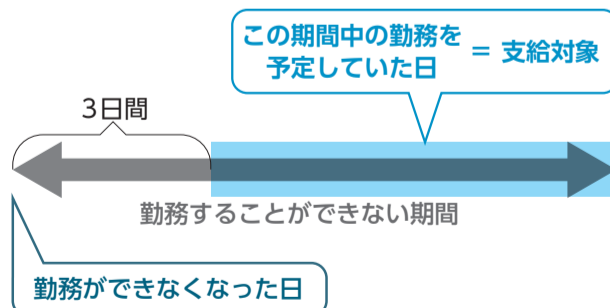 この期間中の勤務を
予定していた日 = 支給対象
3日間
勤務することができない期間
勤務ができなくなった日